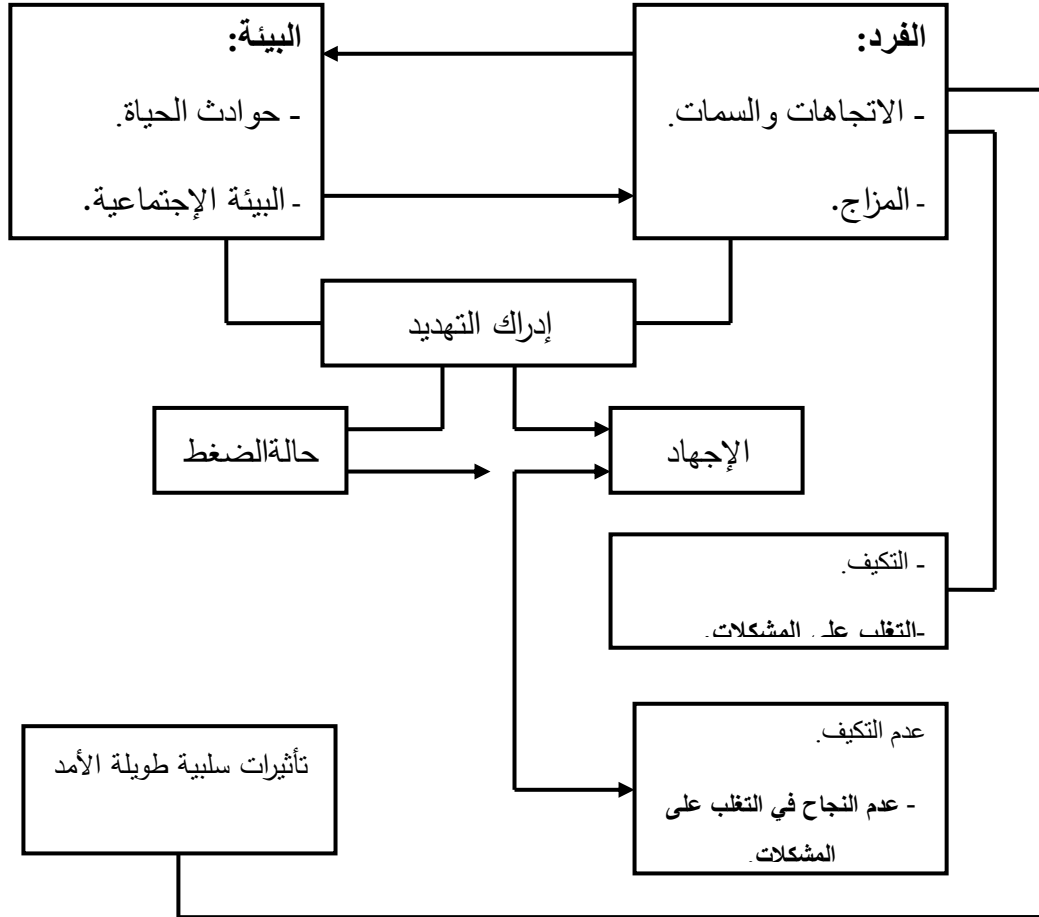 الفرد:
- الاتجاهات والسمات.
- المزاج.
البيئة:
- حوادث الحياة.
- البيئة الإجتماعية.
إدراك التهديد
الإجهاد
حالةالضغط
- التكيف.
-التغلب على المشكلات.
عدم التكيف.
- عدم النجاح في التغلب على
المشكلات.
تأثيرات سلبية طويلة الأمد